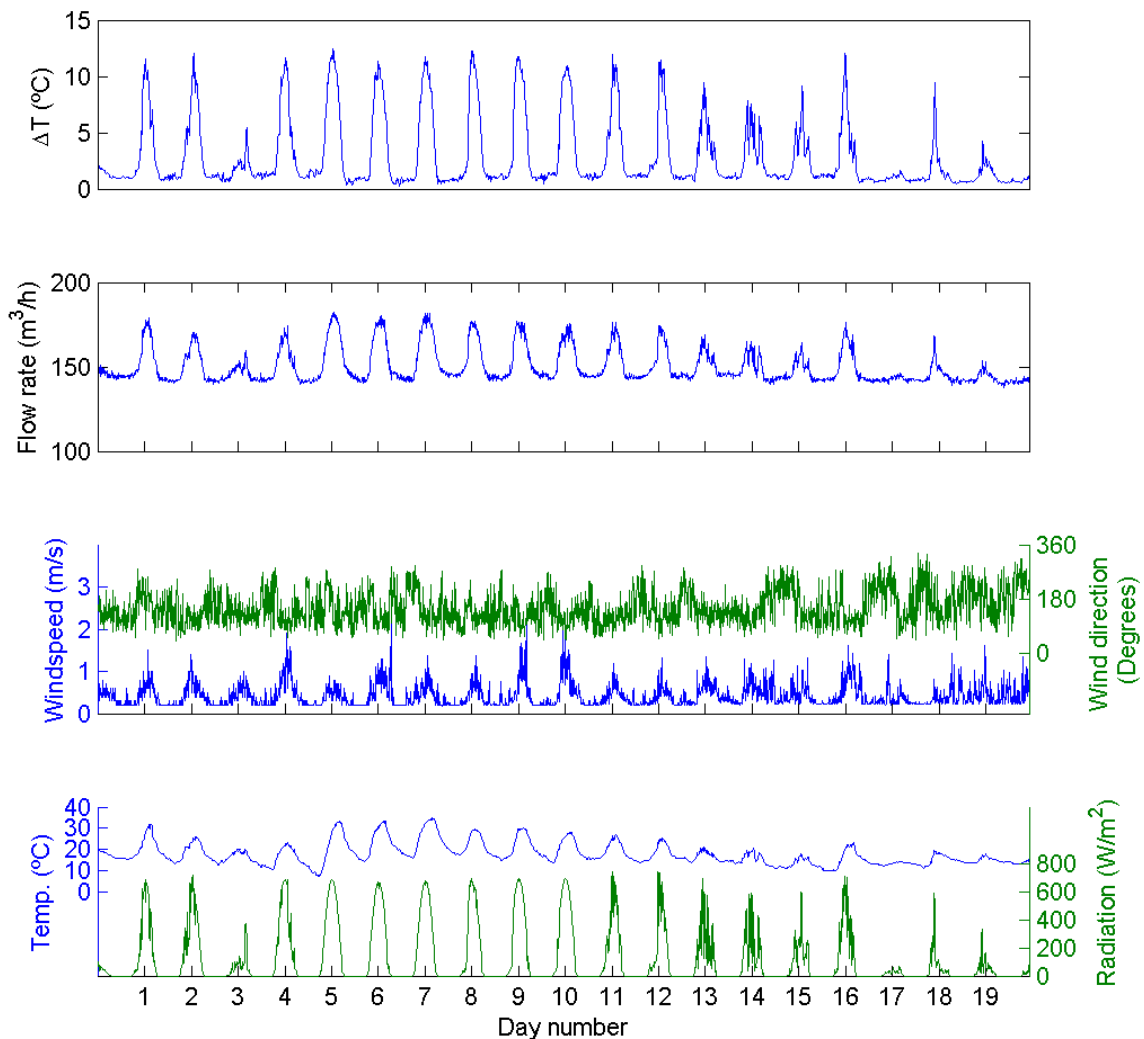 15
10
5
0
ΔT (ºC)
200
150
100
Flow rate (m³/h)
3
2
1
0
Windspeed (m/s)
360
180
0
Wind direction
(Degrees)
40
30
20
10
0
Temp. (ºC)
800
600
400
200
0
Radiation (W/m²)
1 2 3 4 5 6 7 8 9 10 11 12 13 14 15 16 17 18 19
Day number